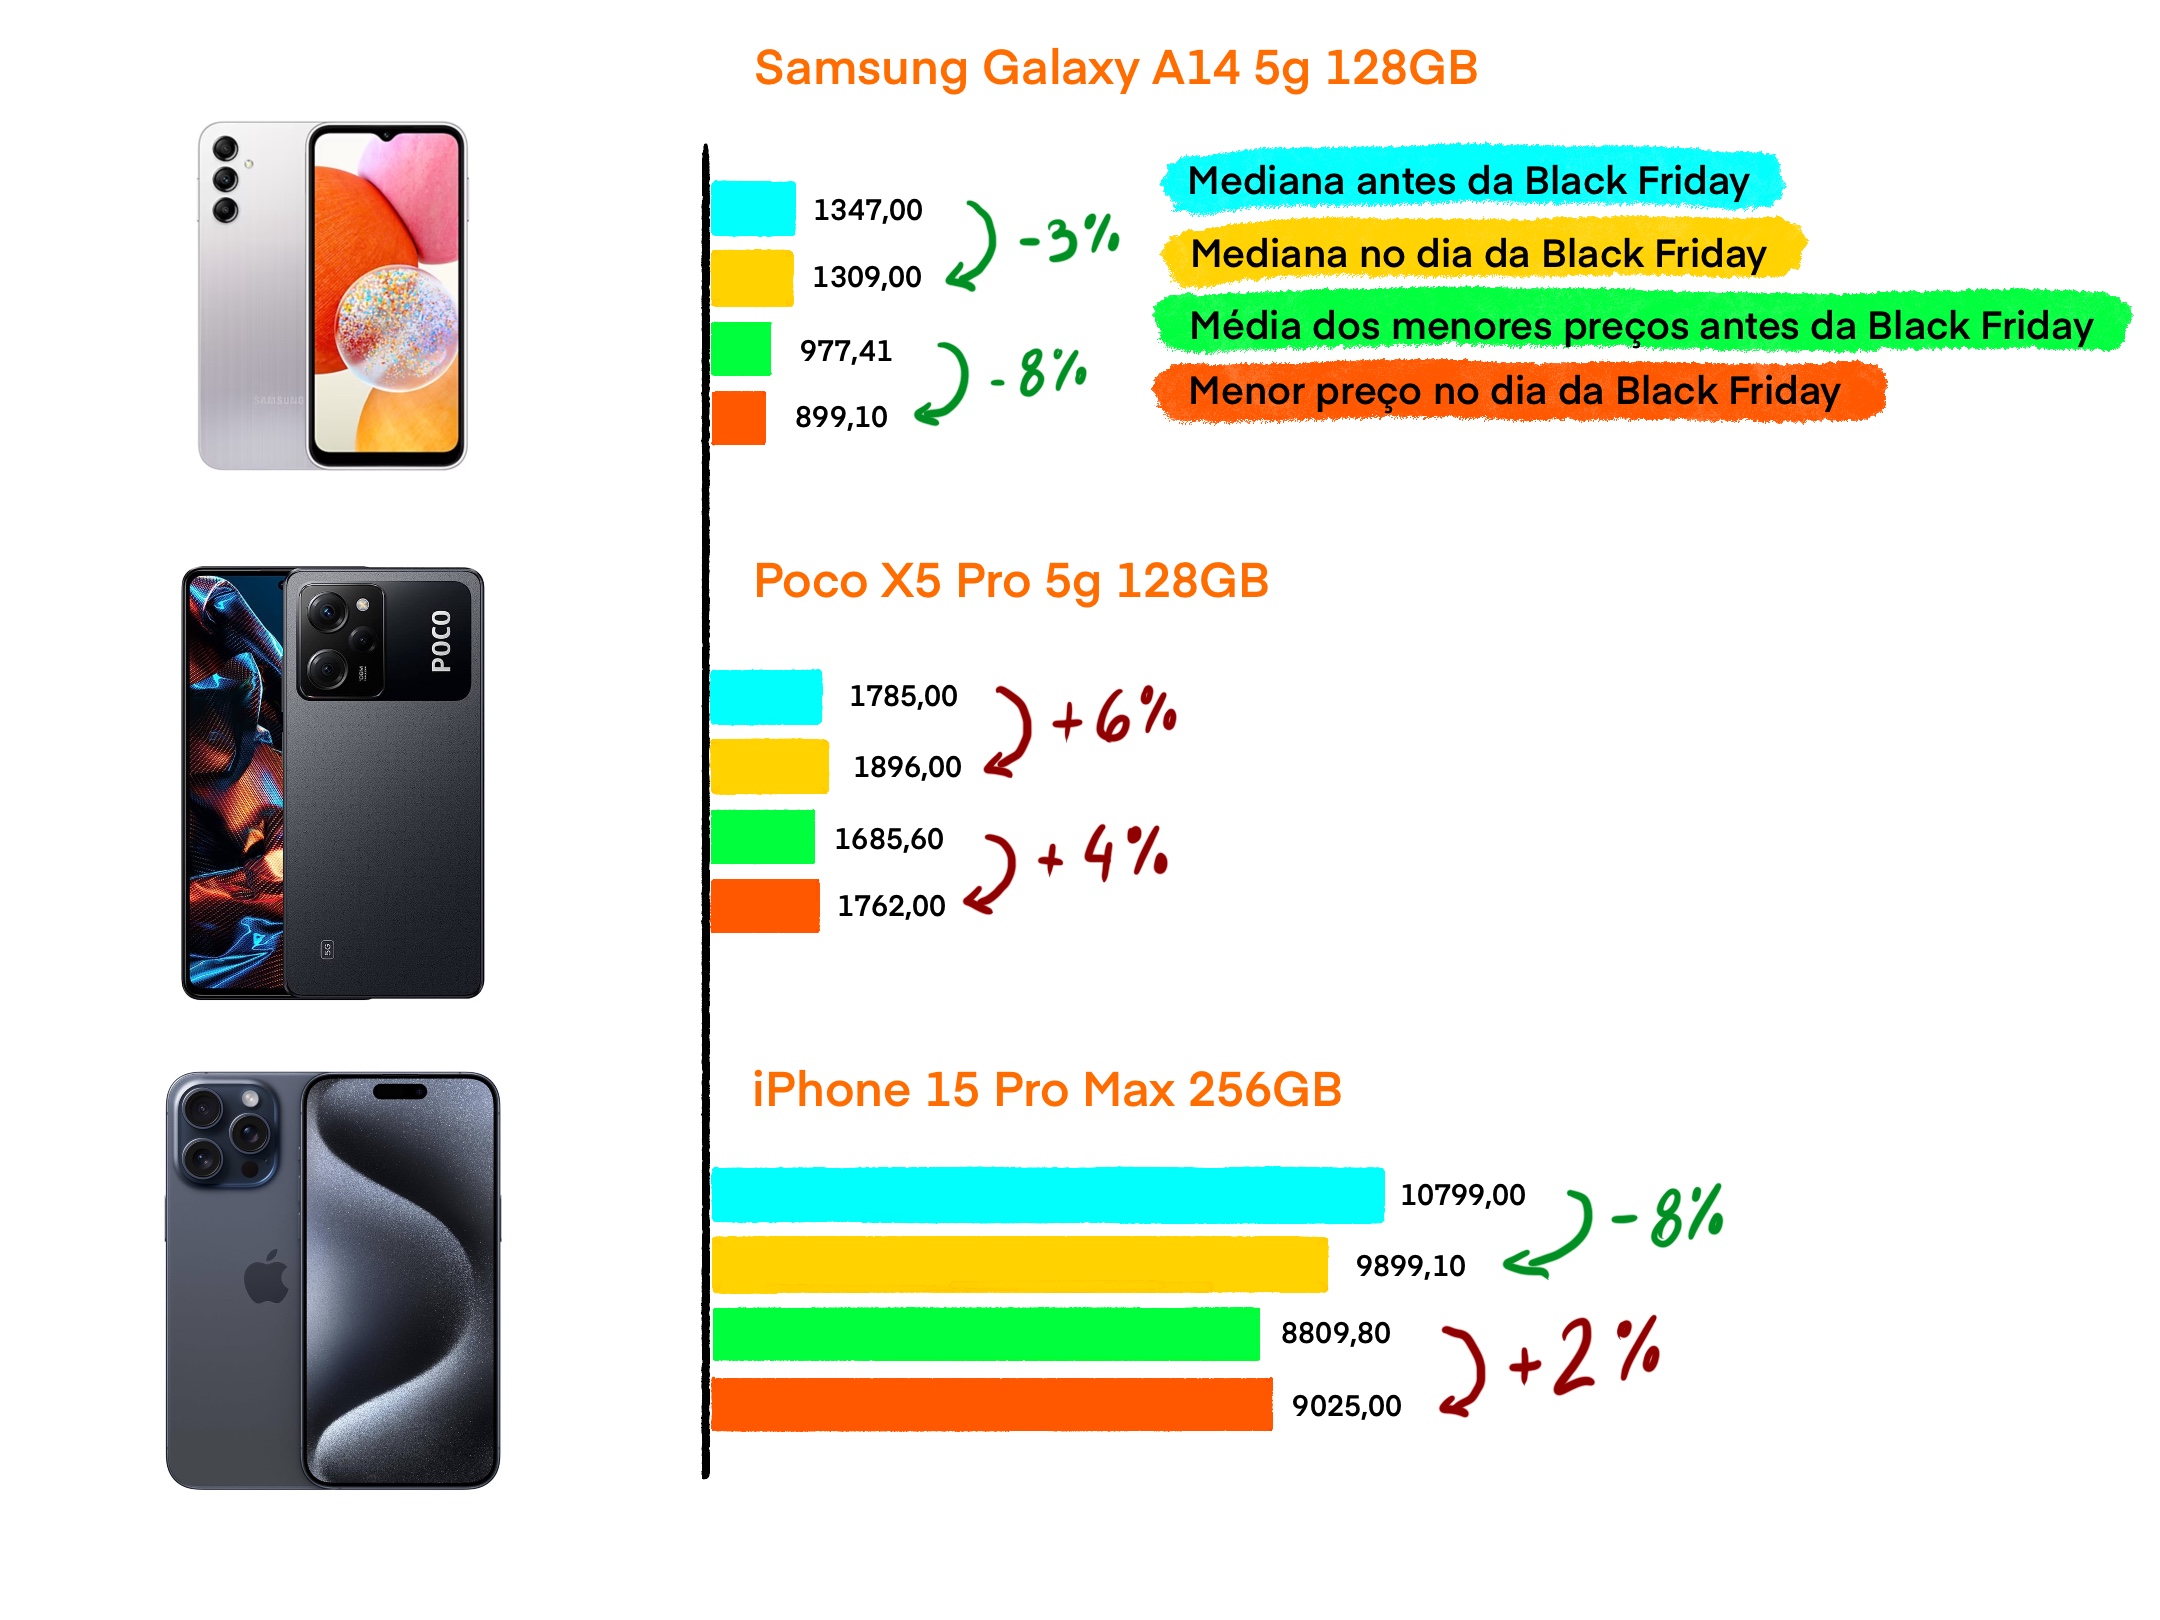 Samsung Galaxy A14 5g 128GB
Mediana antes da Black Friday
Mediana no dia da Black Friday
Média dos menores preços antes da Black Friday
Menor preço no dia da Black Friday
1347,00
-3%
1309,00
977,41
-8%
899,10
SAMSUNG
Poco X5 Pro 5g 128GB
POCO
1785,00
+6%
1896,00
1685,60
+4%
1762,00
5G
iPhone 15 Pro Max 256GB
10799,00
-8%
9899,10
8809,80
+2%
9025,00